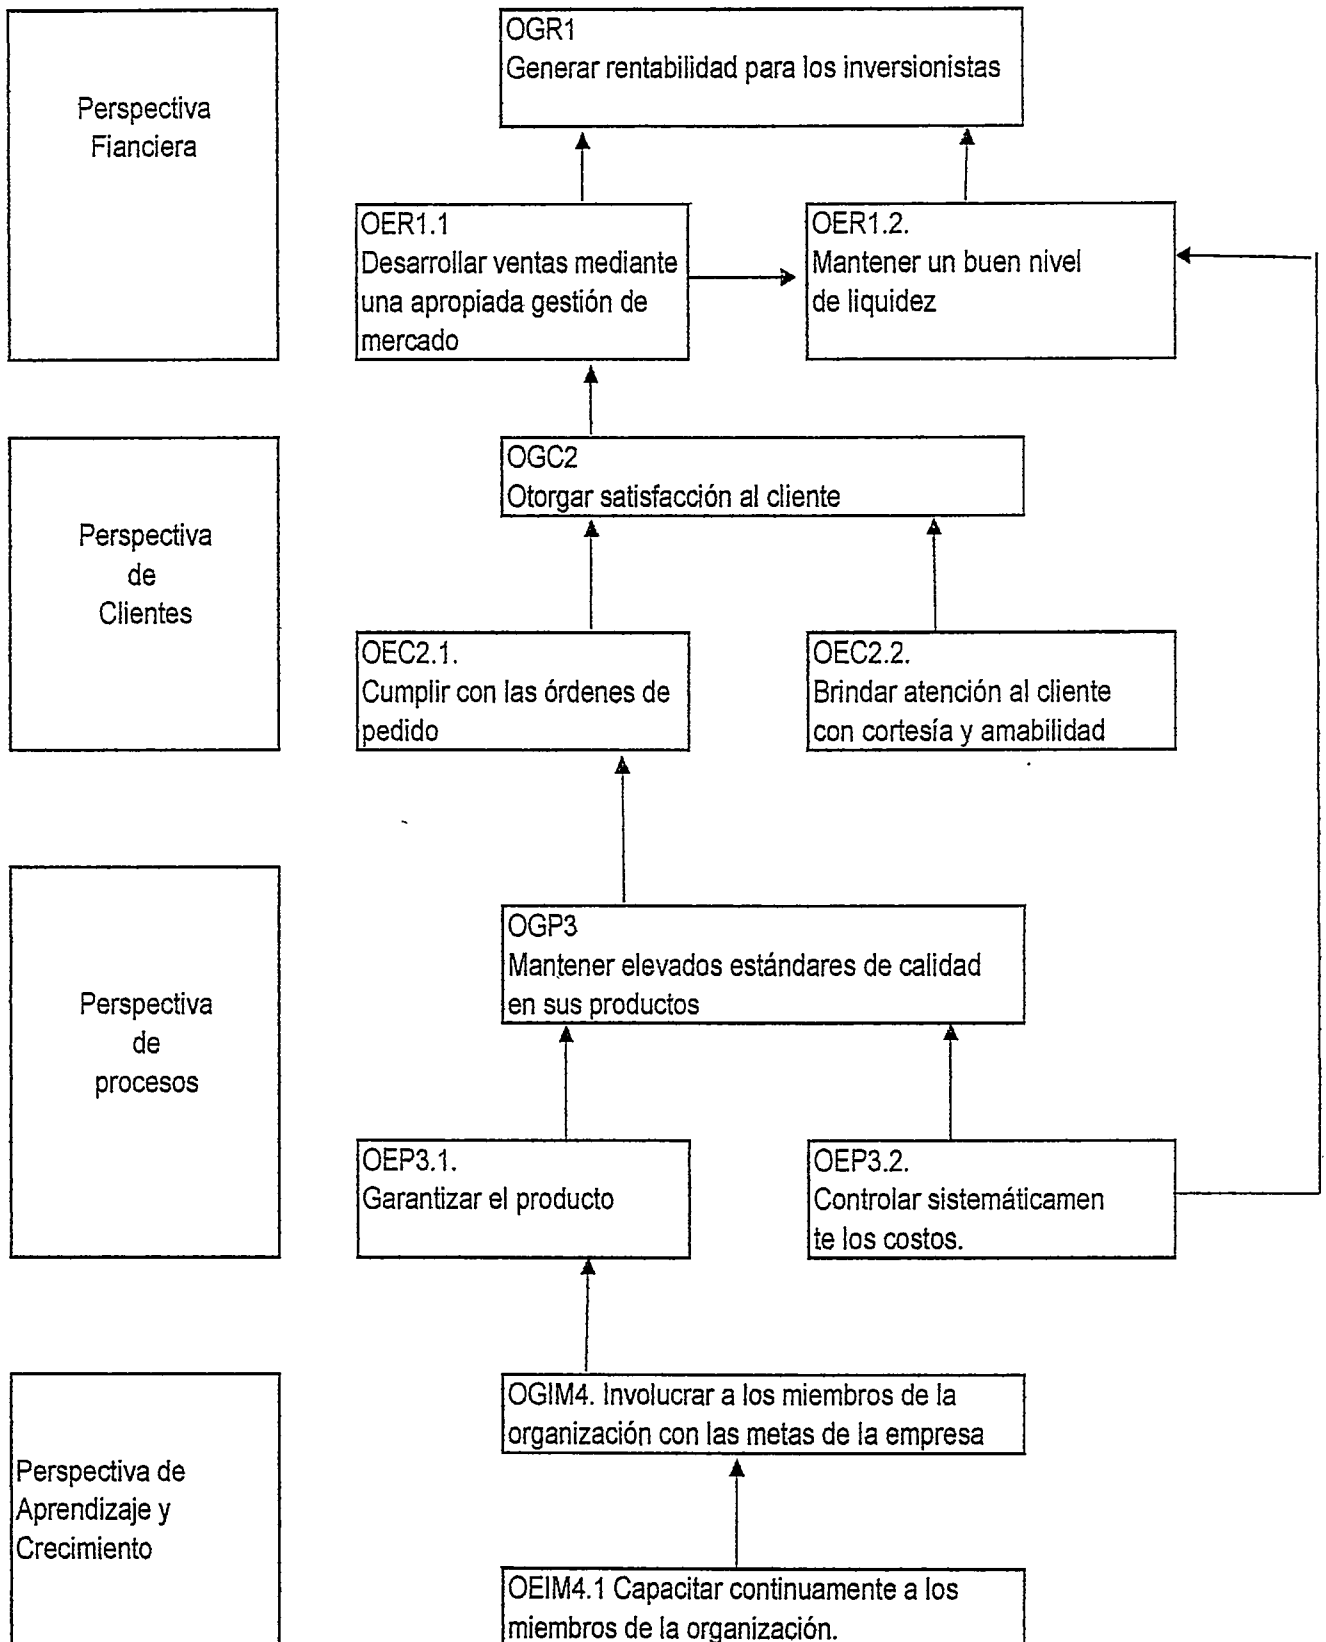 OGR1
Generar rentabilidad para los inversionistas
Perspectiva
Fianciera
OER1.1
Desarrollar ventas mediante
una apropiada gestión de
mercado
OER1.2.
Mantener un buen nivel
de liquidez
OGC2
Otorgar satisfacción al cliente
Perspectiva
de
Clientes
OEC2.1.
Cumplir con las órdenes de
pedido
OEC2.2.
Brindar atención al cliente
con cortesía y amabilidad
OGP3
Mantener elevados estándares de calidad
en sus productos
Perspectiva
de
procesos
OEP3.1.
Garantizar el producto
OEP3.2.
Controlar sistemáticamen
te los costos.
OGIM4. Involucrar a los miembros de la
organización con las metas de la empresa
Perspectiva de
Aprendizaje y
Crecimiento
OEIM4.1 Capacitar continuamente a los
miembros de la organización.